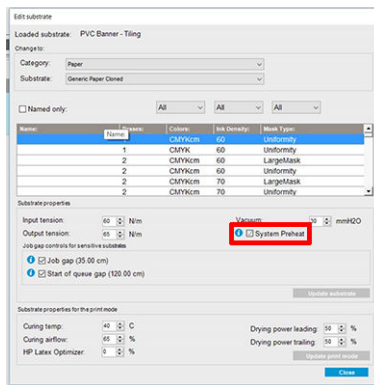 Edit substrate
Loaded substrate: PVC Banner - Tiling
Change to:
Category: Paper
Substrate: Generic Paper Cloned
Named only: All All All
Name: Passes: Colors: Ink Density: Mask Type:
Name: CMYKcm 60 Uniformity
1 CMYK 60 Uniformity
2 CMYKcm 60 LargeMask
2 CMYKcm 60 Uniformity
2 CMYKcm 70 LargeMask
2 CMYKcm 70 Uniformity
Substrate properties
Input tension: 60 N/m Vacuum: 30 mmH2O
Output tension: 65 N/m System Preheat
Job gap controls for sensitive substrates
Job gap (35.00 cm)
Start of queue gap (120.00 cm)
Update substrate
Substrate properties for the print mode
Curing temp: 40 C Drying power leading: 50 %
Curing airflow: 65 % Drying power trailing: 50 %
HP Latex Optimizer: 0 % Update print mode
Close